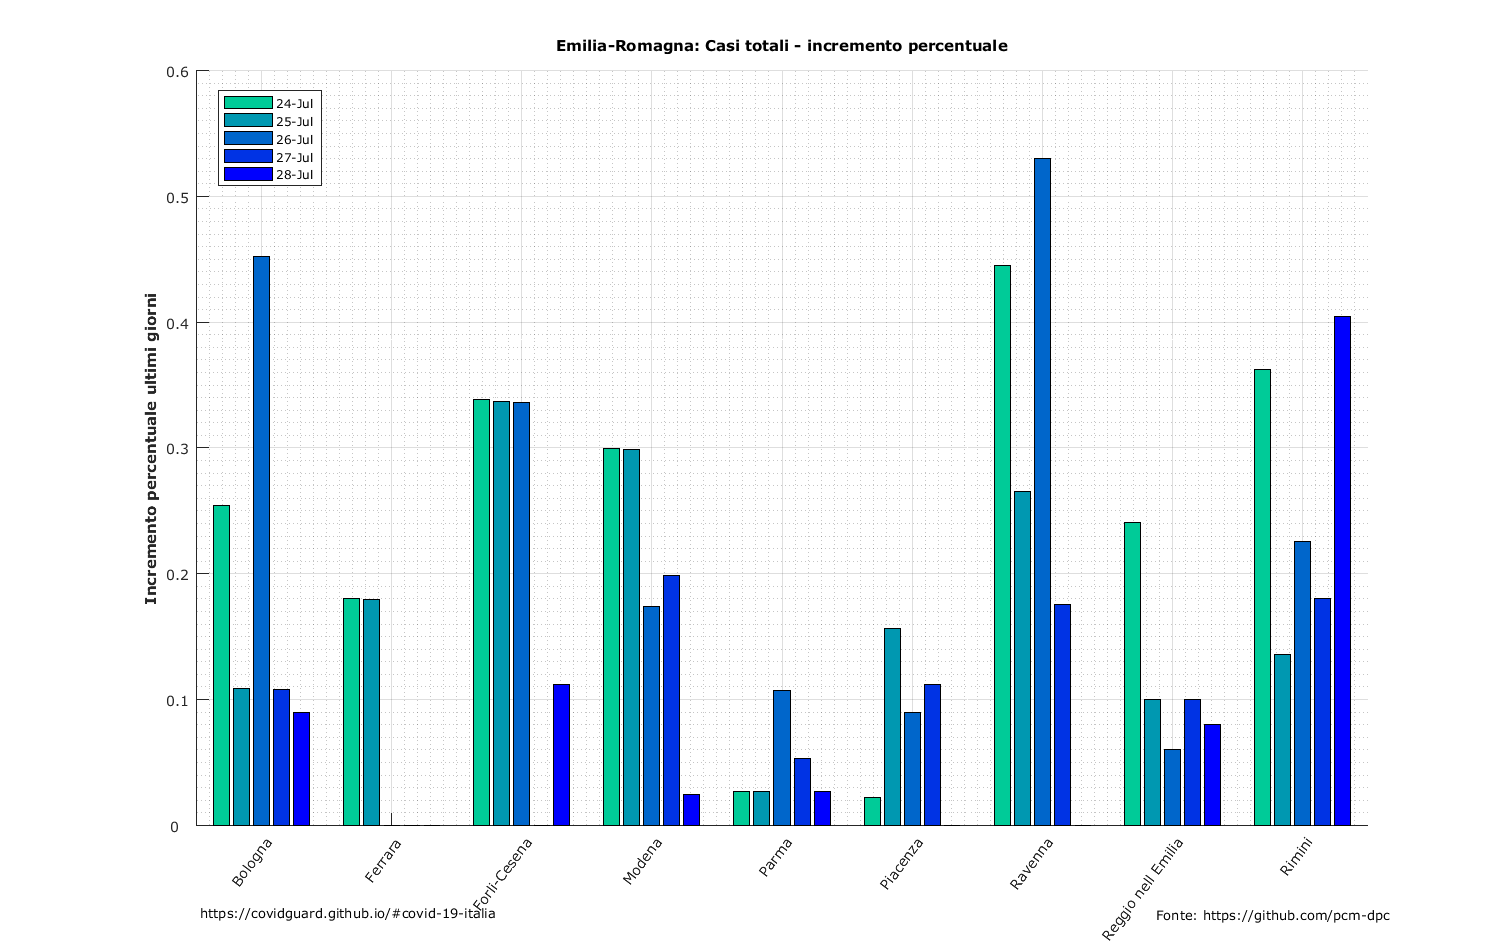 Emilia-Romagna: Casi totali - incremento percentuale
0.6
0.5
0.4
0.3
0.2
0.1
0
Incremento percentuale ultimi giorni
24-Jul
25-Jul
26-Jul
27-Jul
28-Jul
Bologna
Ferrara
Forlì-Cesena
Modena
Parma
Piacenza
Ravenna
Reggio nell Emilia
Rimini
https://covidguard.github.io/#covid-19-italia
Fonte: https://github.com/pcm-dpc